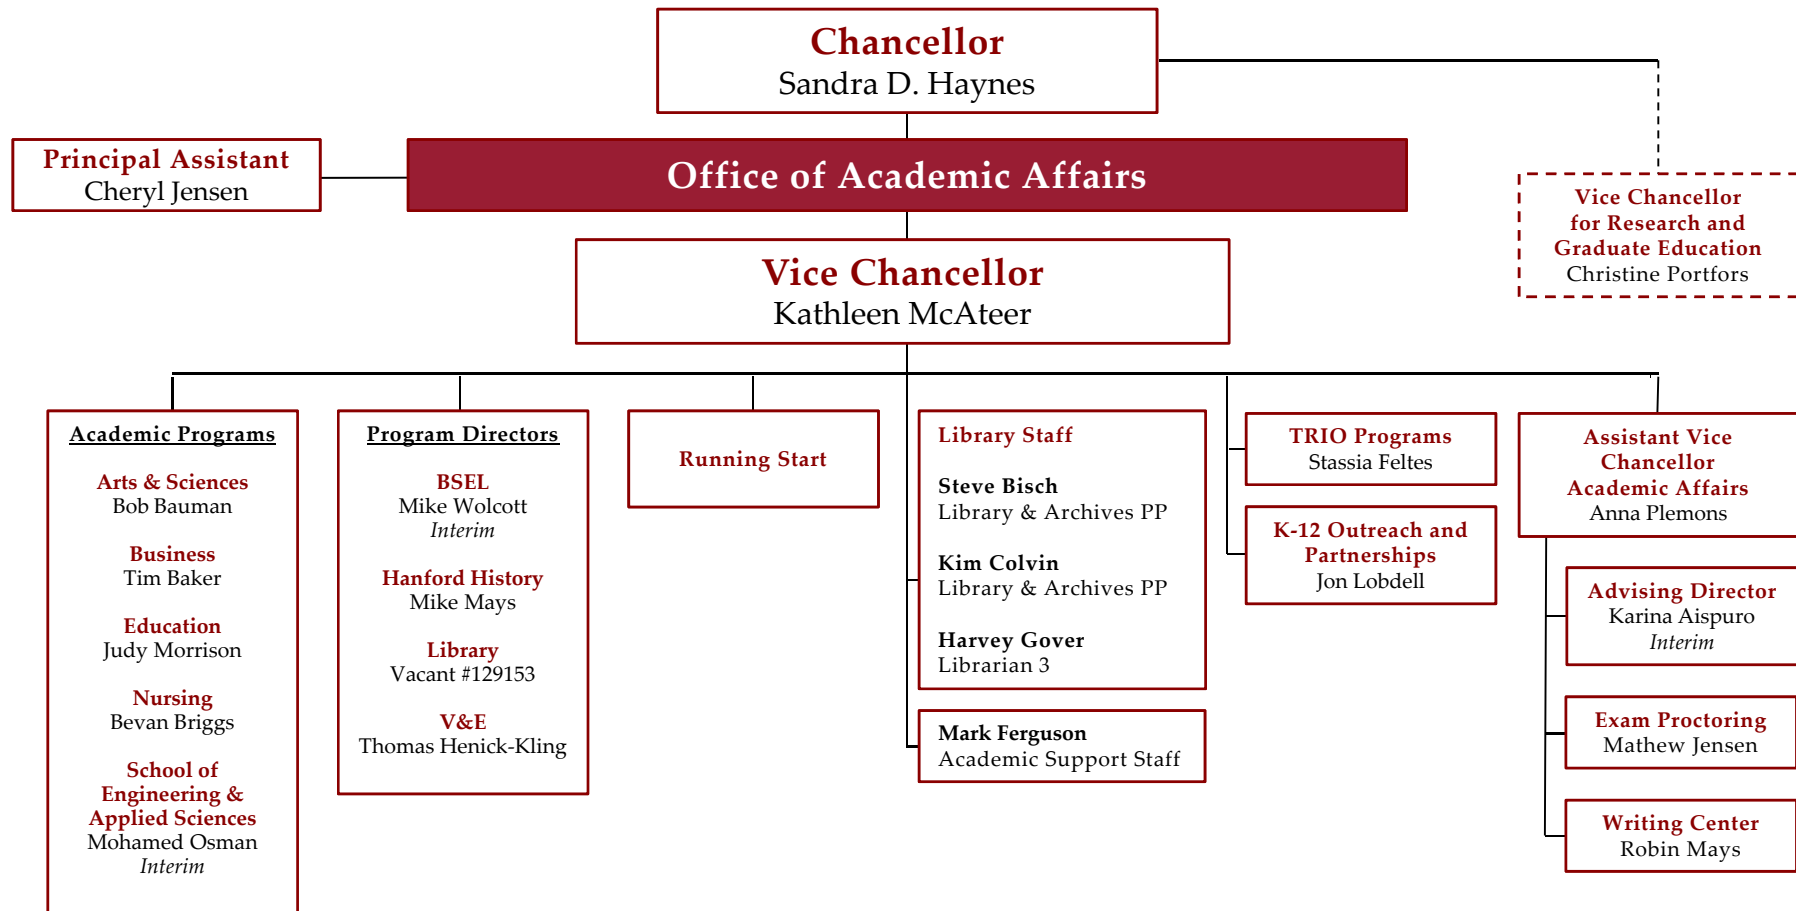 Chancellor
Sandra D. Haynes
Principal Assistant
Cheryl Jensen
Office of Academic Affairs
Vice Chancellor
for Research and
Graduate Education
Christine Portfors
Vice Chancellor
Kathleen McAteer
Academic Programs
Arts & Sciences
Bob Bauman
Business
Tim Baker
Education
Judy Morrison
Nursing
Bevan Briggs
School of
Engineering &
Applied Sciences
Mohamed Osman
Interim
Program Directors
BSEL
Mike Wolcott
Interim
Hanford History
Mike Mays
Library
Vacant #129153
V&E
Thomas Henick-Kling
Running Start
Library Staff
Steve Bisch
Library & Archives PP
Kim Colvin
Library & Archives PP
Harvey Gover
Librarian 3
Mark Ferguson
Academic Support Staff
TRIO Programs
Stassia Feltes
K-12 Outreach and
Partnerships
Jon Lobdell
Assistant Vice
Chancellor
Academic Affairs
Anna Plemons
Advising Director
Karina Aispuro
Interim
Exam Proctoring
Mathew Jensen
Writing Center
Robin Mays